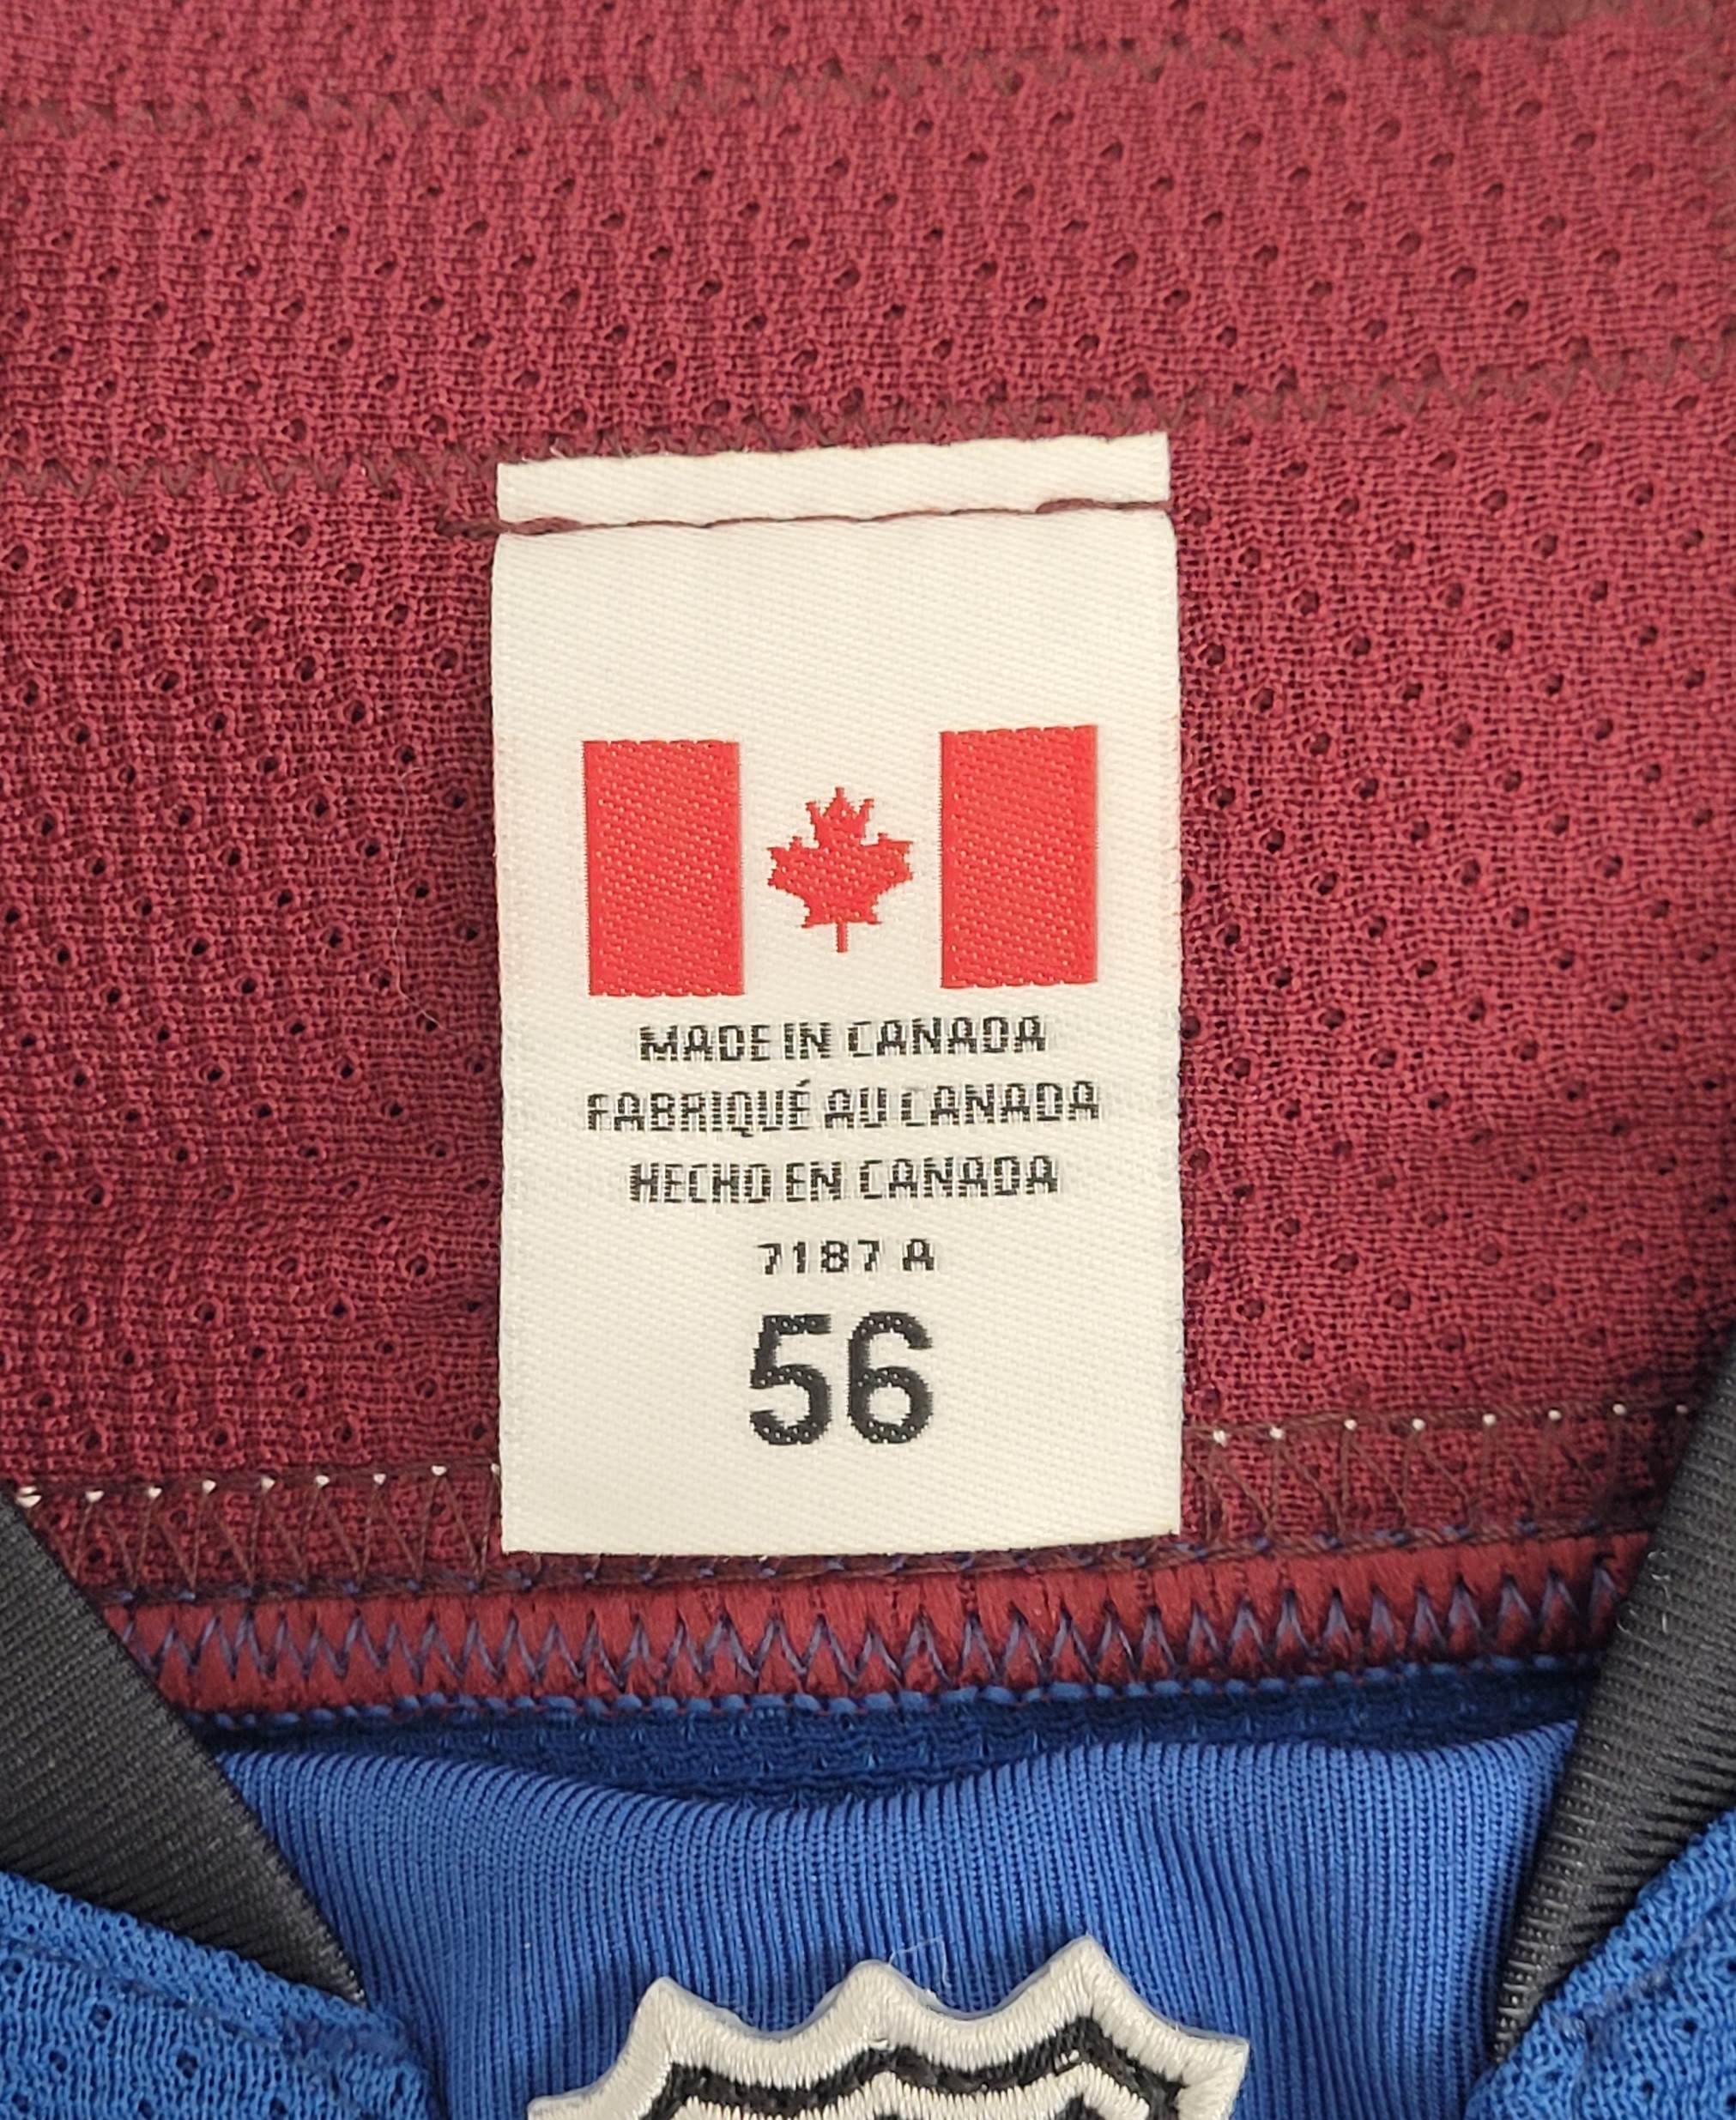 MADE IN CANADA
FABRIQUÉ AU CANADA
HECHO EN CANADA
7187 A
56